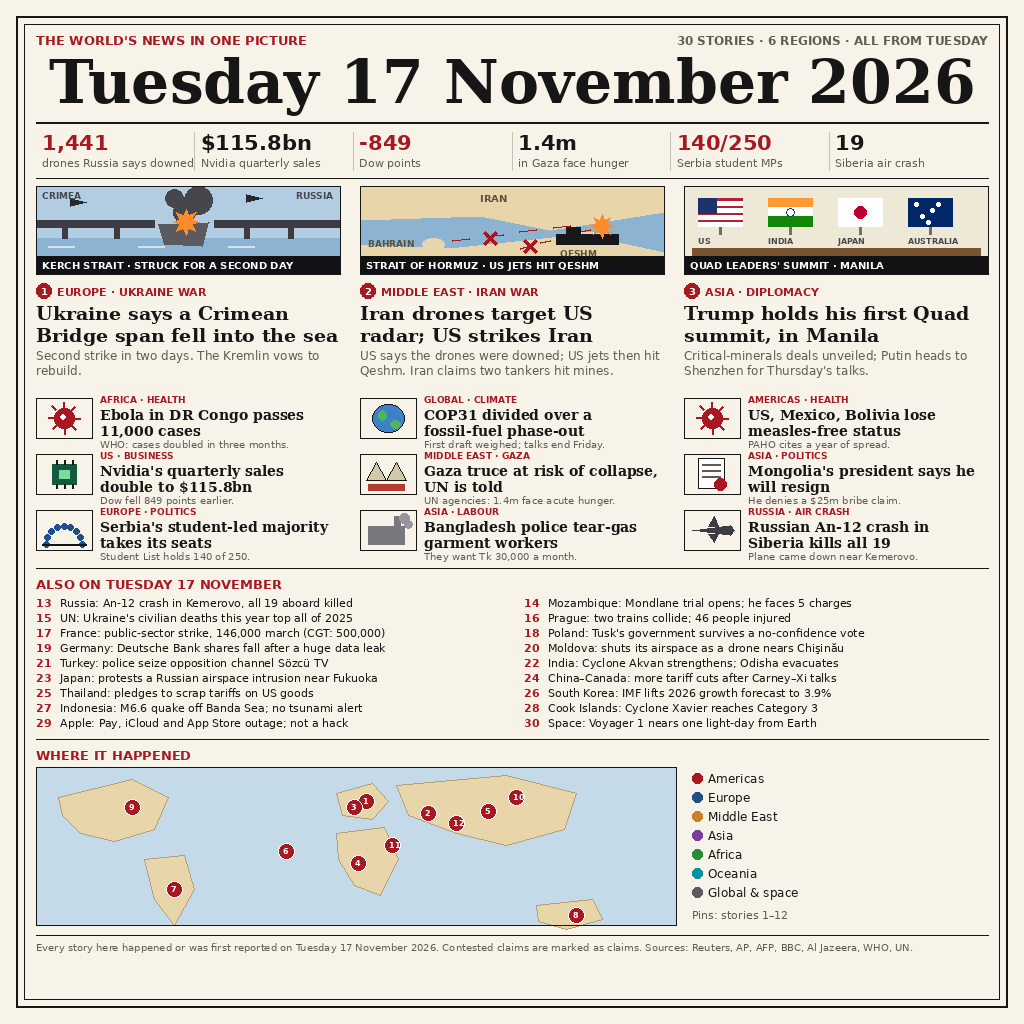 THE WORLD'S NEWS IN ONE PICTURE
30 STORIES · 6 REGIONS · ALL FROM TUESDAY
Tuesday 17 November 2026
1,441
drones Russia says downed
$115.8bn
Nvidia quarterly sales
-849
Dow points
1.4m
in Gaza face hunger
140/250
Serbia student MPs
19
Siberia air crash
CRIMEA
RUSSIA
KERCH STRAIT · STRUCK FOR A SECOND DAY
IRAN
BAHRAIN
QESHM
STRAIT OF HORMUZ · US JETS HIT QESHM
US
INDIA
JAPAN
AUSTRALIA
QUAD LEADERS' SUMMIT · MANILA
1 EUROPE · UKRAINE WAR
Ukraine says a Crimean
Bridge span fell into the sea
Second strike in two days. The Kremlin vows to
rebuild.
2 MIDDLE EAST · IRAN WAR
Iran drones target US
radar; US strikes Iran
US says the drones were downed; US jets then hit
Qeshm. Iran claims two tankers hit mines.
3 ASIA · DIPLOMACY
Trump holds his first Quad
summit, in Manila
Critical-minerals deals unveiled; Putin heads to
Shenzhen for Thursday's talks.
AFRICA · HEALTH
Ebola in DR Congo passes
11,000 cases
WHO: cases doubled in three months.
GLOBAL · CLIMATE
COP31 divided over a
fossil-fuel phase-out
First draft weighed; talks end Friday.
AMERICAS · HEALTH
US, Mexico, Bolivia lose
measles-free status
PAHO cites a year of spread.
US · BUSINESS
Nvidia's quarterly sales
double to $115.8bn
Dow fell 849 points earlier.
MIDDLE EAST · GAZA
Gaza truce at risk of collapse,
UN is told
UN agencies: 1.4m face acute hunger.
ASIA · POLITICS
Mongolia's president says he
will resign
He denies a $25m bribe claim.
EUROPE · POLITICS
Serbia's student-led majority
takes its seats
Student List holds 140 of 250.
ASIA · LABOUR
Bangladesh police tear-gas
garment workers
They want Tk 30,000 a month.
RUSSIA · AIR CRASH
Russian An-12 crash in
Siberia kills all 19
Plane came down near Kemerovo.
ALSO ON TUESDAY 17 NOVEMBER
13 Russia: An-12 crash in Kemerovo, all 19 aboard killed
14 Mozambique: Mondlane trial opens; he faces 5 charges
15 UN: Ukraine's civilian deaths this year top all of 2025
16 Prague: two trains collide; 46 people injured
17 France: public-sector strike, 146,000 march (CGT: 500,000)
18 Poland: Tusk's government survives a no-confidence vote
19 Germany: Deutsche Bank shares fall after a huge data leak
20 Moldova: shuts its airspace as a drone nears Chișinău
21 Turkey: police seize opposition channel Sözcü TV
22 India: Cyclone Akvan strengthens; Odisha evacuates
23 Japan: protests a Russian airspace intrusion near Fukuoka
24 China–Canada: more tariff cuts after Carney–Xi talks
25 Thailand: pledges to scrap tariffs on US goods
26 South Korea: IMF lifts 2026 growth forecast to 3.9%
27 Indonesia: M6.6 quake off Banda Sea; no tsunami alert
28 Cook Islands: Cyclone Xavier reaches Category 3
29 Apple: Pay, iCloud and App Store outage; not a hack
30 Space: Voyager 1 nears one light-day from Earth
WHERE IT HAPPENED
9
3
1
2
12
5
10
6
11
4
7
8
Americas
Europe
Middle East
Asia
Africa
Oceania
Global & space
Pins: stories 1–12
Every story here happened or was first reported on Tuesday 17 November 2026. Contested claims are marked as claims. Sources: Reuters, AP, AFP, BBC, Al Jazeera, WHO, UN.